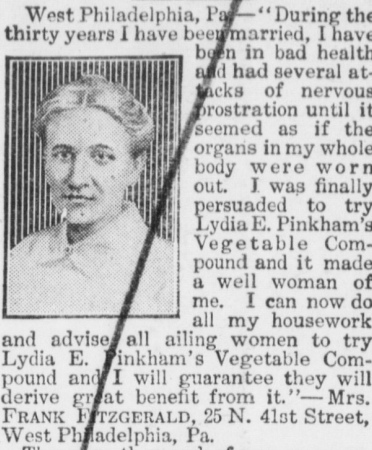 West Philadelphia, Pa.—"During the
thirty years I have been married, I have
been in bad health
and had several at-
tacks of nervous
prostration until it
seemed as if the
organs in my whole
body were worn
out. I was finally
persuaded to try
Lydia E. Pinkham's
Vegetable Com-
pound and it made
a well woman of
me. I can now do
all my housework
and advise all ailing women to try
Lydia E. Pinkham's Vegetable Com-
pound and I will guarantee they will
derive great benefit from it."—Mrs.
FRANK FITZGERALD, 25 N. 41st Street,
West Philadelphia, Pa.